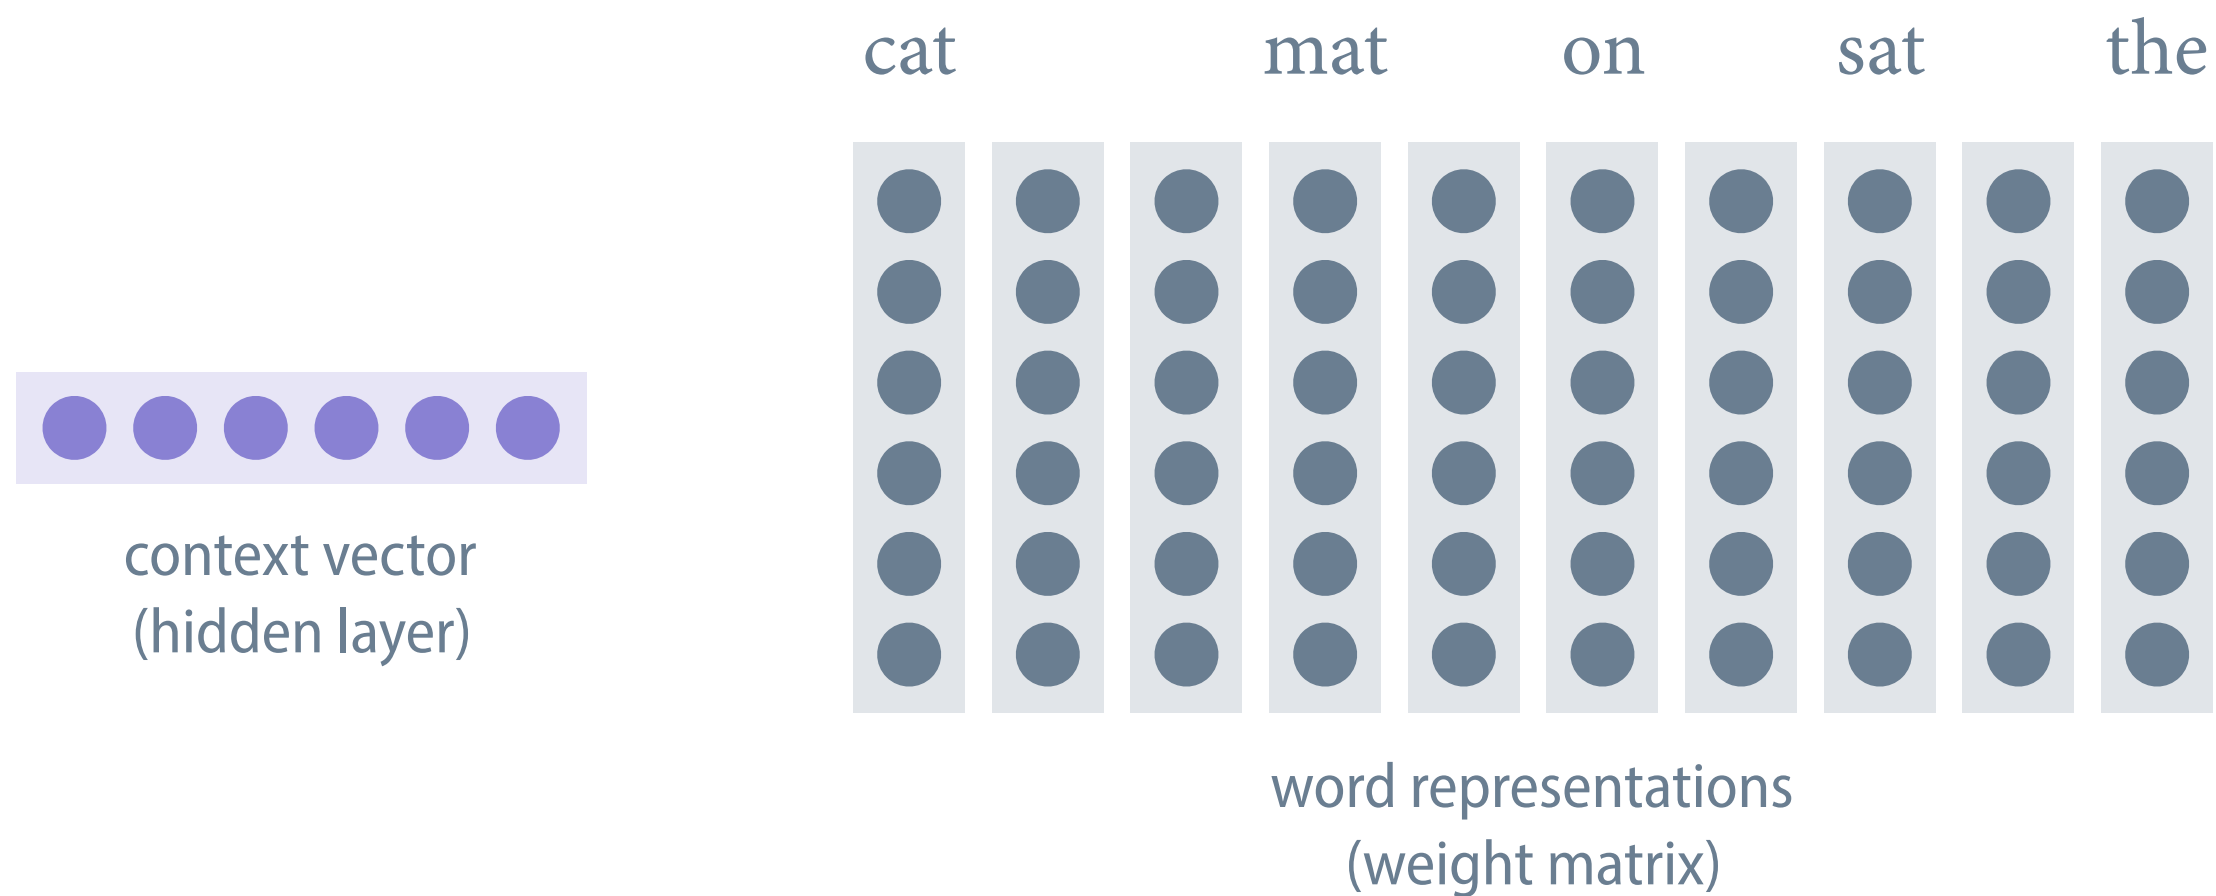 cat mat on sat the
context vector
(hidden layer)
word representations
(weight matrix)